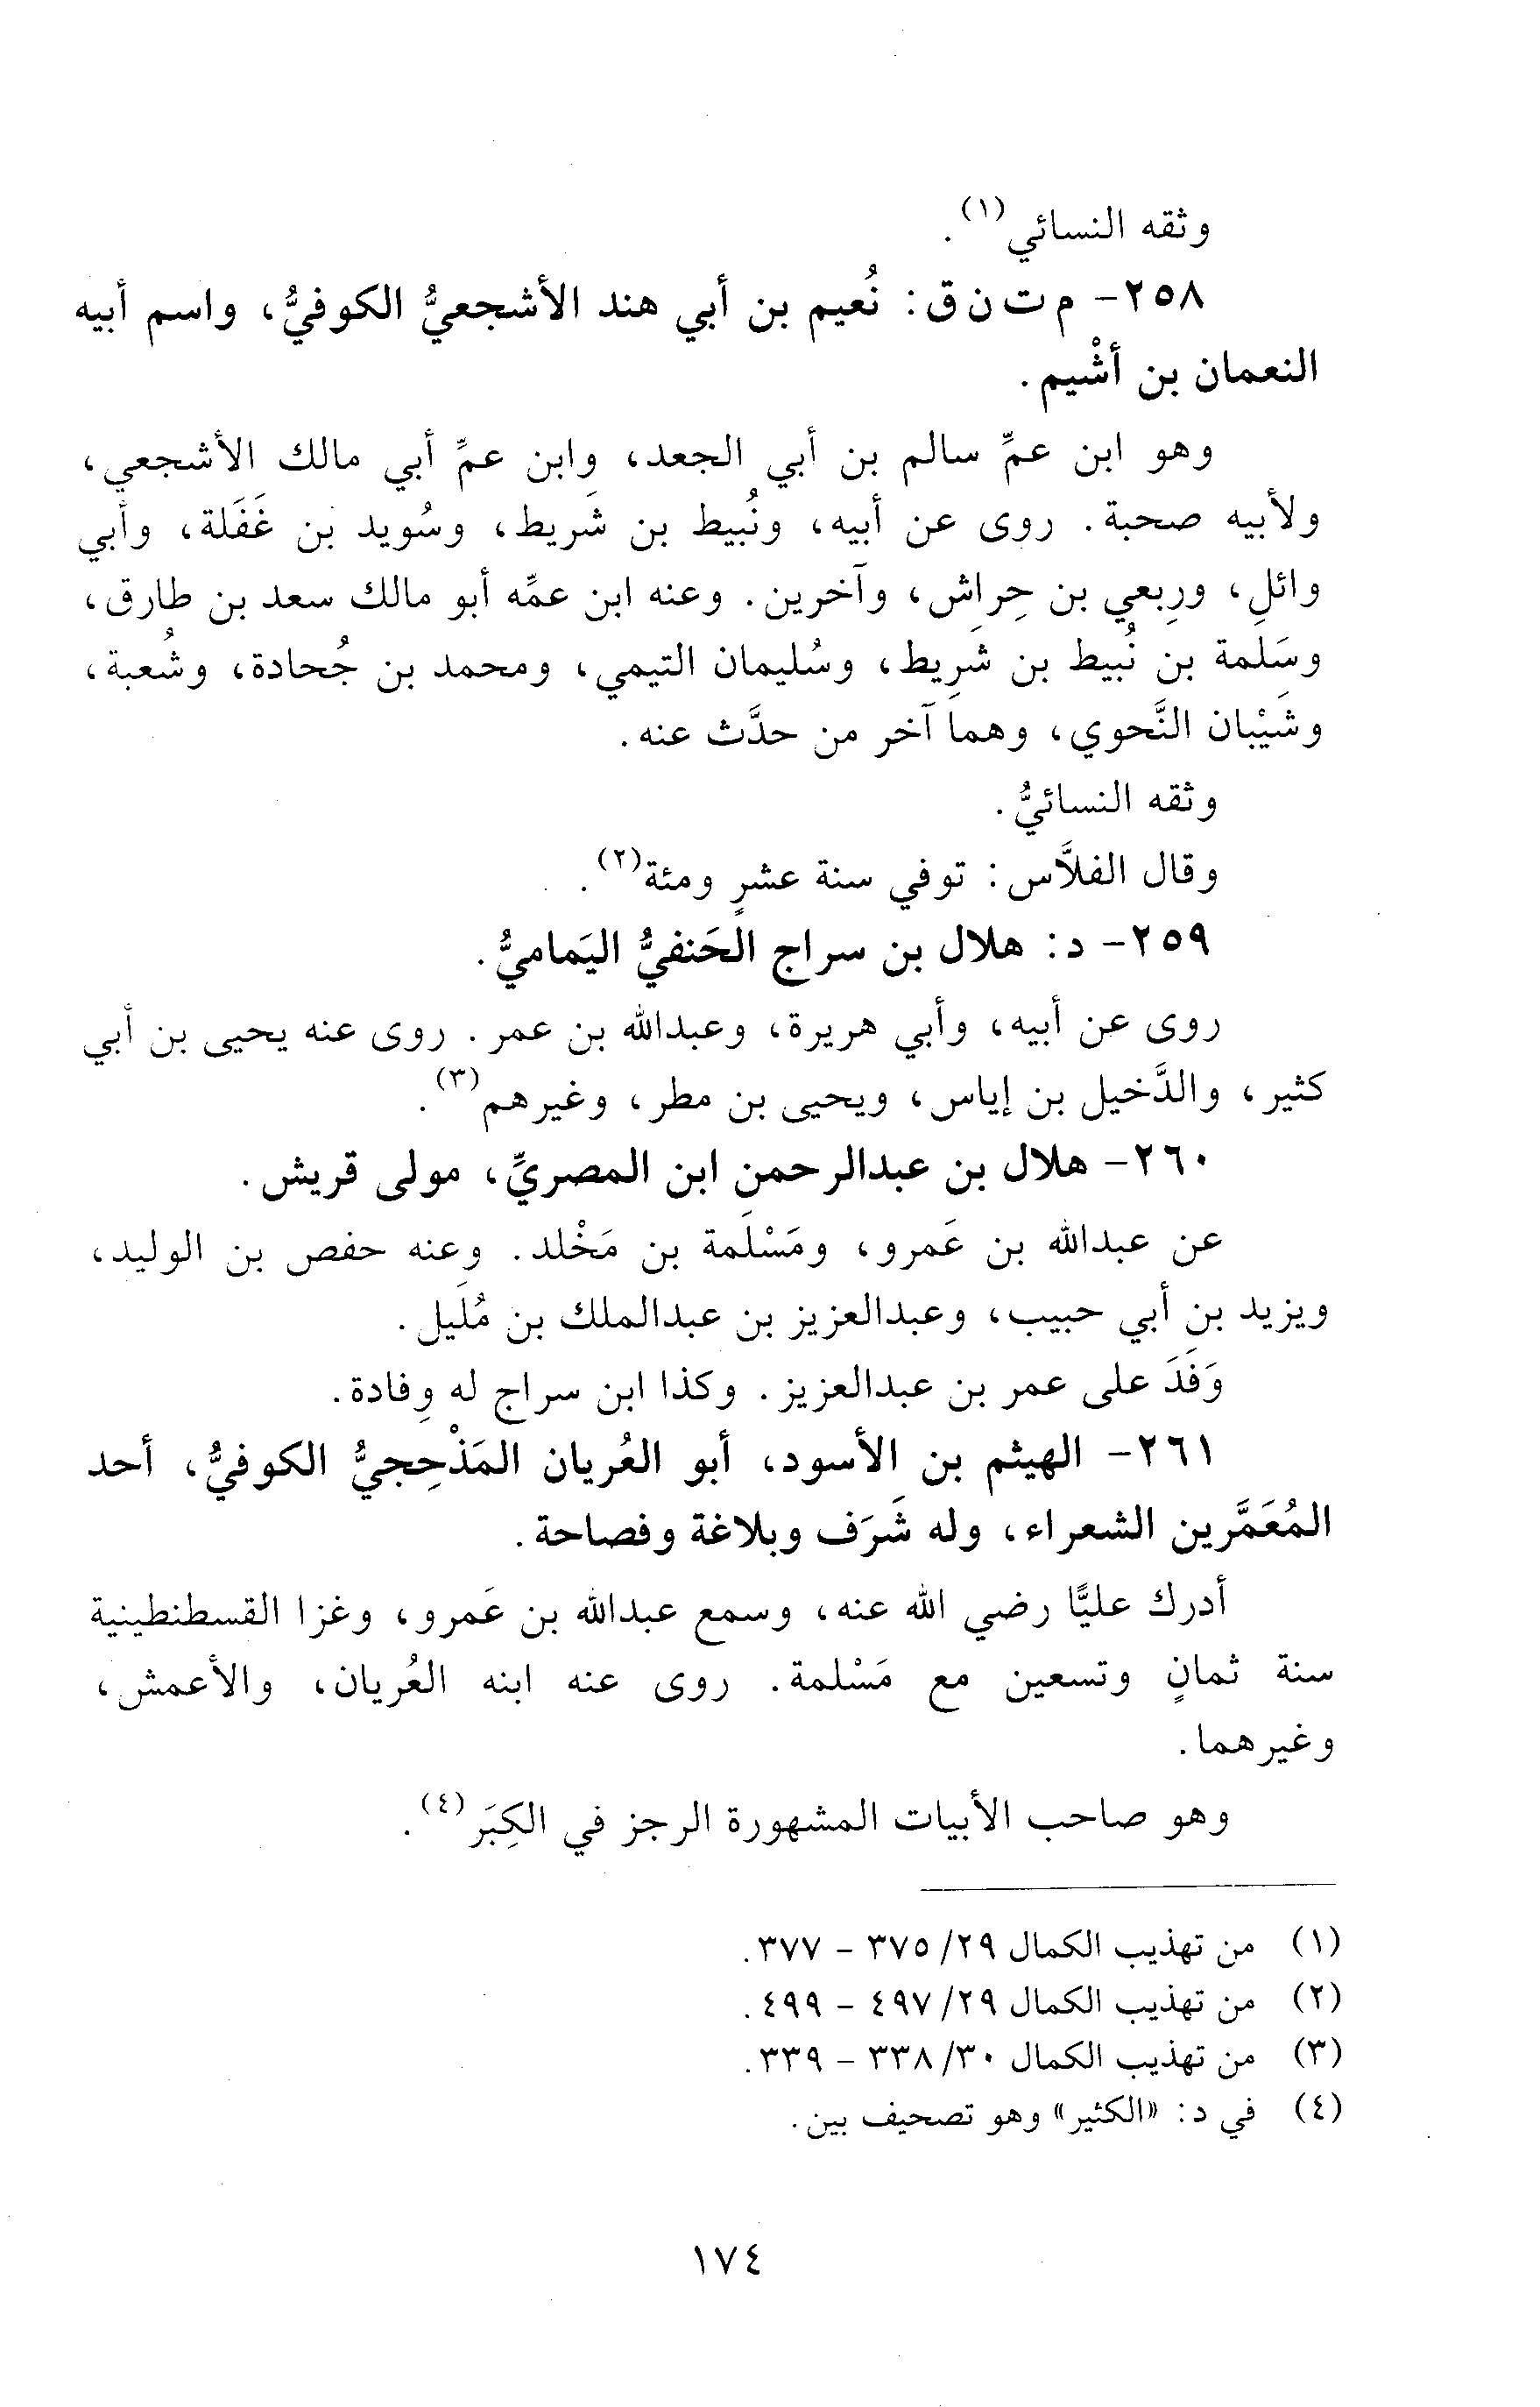 وثقه النسائي(١).
٢٥٨- م ت ن ق: نُعيم بن أبي هند الأشجعيُّ الكوفيُّ، واسم أبيه
النعمان بن أشْيم.
وهو ابن عمِّ سالم بن أبي الجعد، وابن عمِّ أبي مالك الأشجعي،
ولأبيه صحبة. روى عن أبيه، ونُبيط بن شَريط، وسُويد بن غَفَلة، وأبي
وائلِ، ورِبعي بن حِراش، وآخرين. وعنه ابن عمِّه أبو مالك سعد بن طارق،
وسَلمة بن نُبيط بن شَرِيط، وسُليمان التيمي، ومحمد بن جُحادة، وشُعبة،
وشَيْبان النَّحوي، وهما آخر من حدَّث عنه.
وثقه النسائيُّ.
وقال الفلاَّس: توفي سنة عشرٍ ومئة(٢).
٢٥٩- د: هلال بن سراج الحَنفيُّ اليَماميُّ.
روى عن أبيه، وأبي هريرة، وعبدالله بن عمر. روى عنه يحيى بن أبي
كثير، والدَّخيل بن إياس، ويحيى بن مطر، وغيرهم(٣).
٢٦٠- هلال بن عبدالرحمن ابن المصريِّ، مولى قريش.
عن عبدالله بن عَمرو، ومَسْلَمة بن مَخْلد. وعنه حفص بن الوليد،
ويزيد بن أبي حبيب، وعبدالعزيز بن عبدالملك بن مُلَيل.
وَفَدَ على عمر بن عبدالعزيز. وكذا ابن سراج له وِفادة.
٢٦١- الهيثم بن الأسود، أبو العُريان المَذْحِجيُّ الكوفيُّ، أحد
المُعَمَّرين الشعراء، وله شَرَف وبلاغة وفصاحة.
أدرك عليًّا رضي الله عنه، وسمع عبدالله بن عَمرو، وغزا القسطنطينية
سنة ثمانٍ وتسعين مع مَسْلمة. روى عنه ابنه العُريان، والأعمش،
وغيرهما.
وهو صاحب الأبيات المشهورة الرجز في الكِبَر(٤).
(١) من تهذيب الكمال ٢٩/ ٣٧٥ - ٣٧٧.
(٢) من تهذيب الكمال ٢٩/ ٤٩٧ - ٤٩٩.
(٣) من تهذيب الكمال ٣٠/ ٣٣٨ - ٣٣٩.
(٤) في د: «الكثير» وهو تصحيف بين.
١٧٤